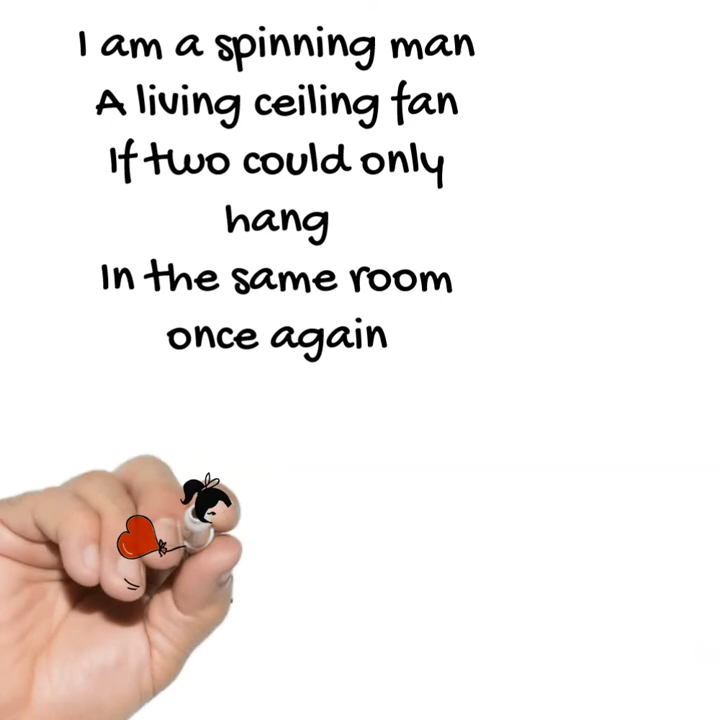 I am a spinning man
A living ceiling fan
If two could only
hang
In the same room
once again